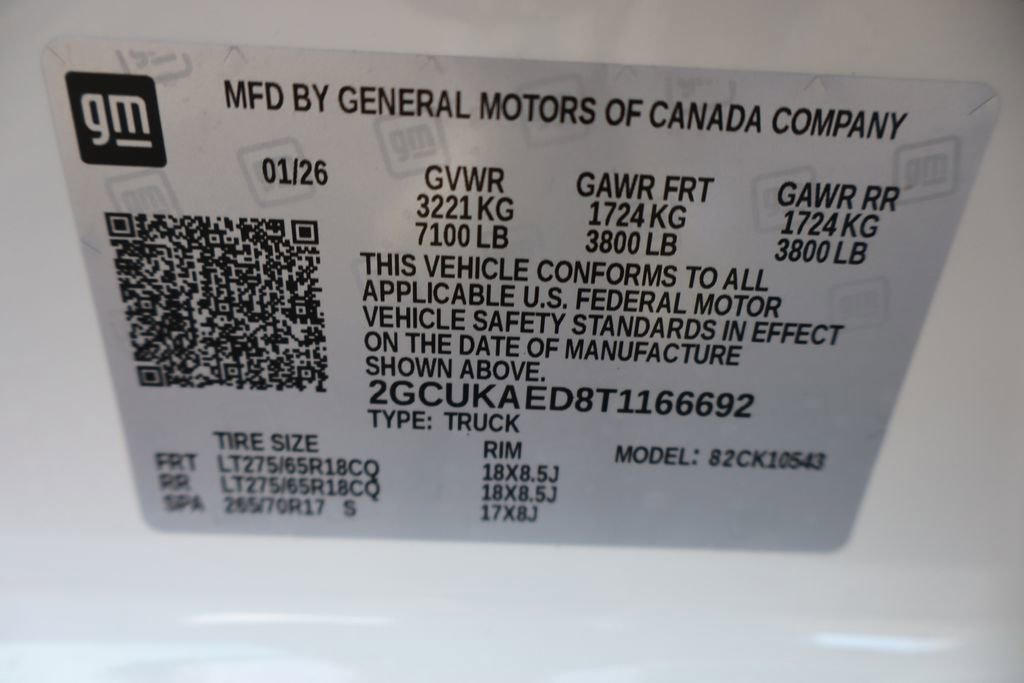 gm
MFD BY GENERAL MOTORS OF CANADA COMPANY
01/26
GVWR GAWR FRT GAWR RR
3221 KG 1724 KG 1724 KG
7100 LB 3800 LB 3800 LB
THIS VEHICLE CONFORMS TO ALL
APPLICABLE U.S. FEDERAL MOTOR
VEHICLE SAFETY STANDARDS IN EFFECT
ON THE DATE OF MANUFACTURE
SHOWN ABOVE.
2GCUKAED8T1166692
TYPE: TRUCK
TIRE SIZE RIM MODEL: 82CK10543
FRT LT275/65R18CQ 18X8.5J
RR LT275/65R18CQ 18X8.5J
SPA 265/70R17 S 17X8J